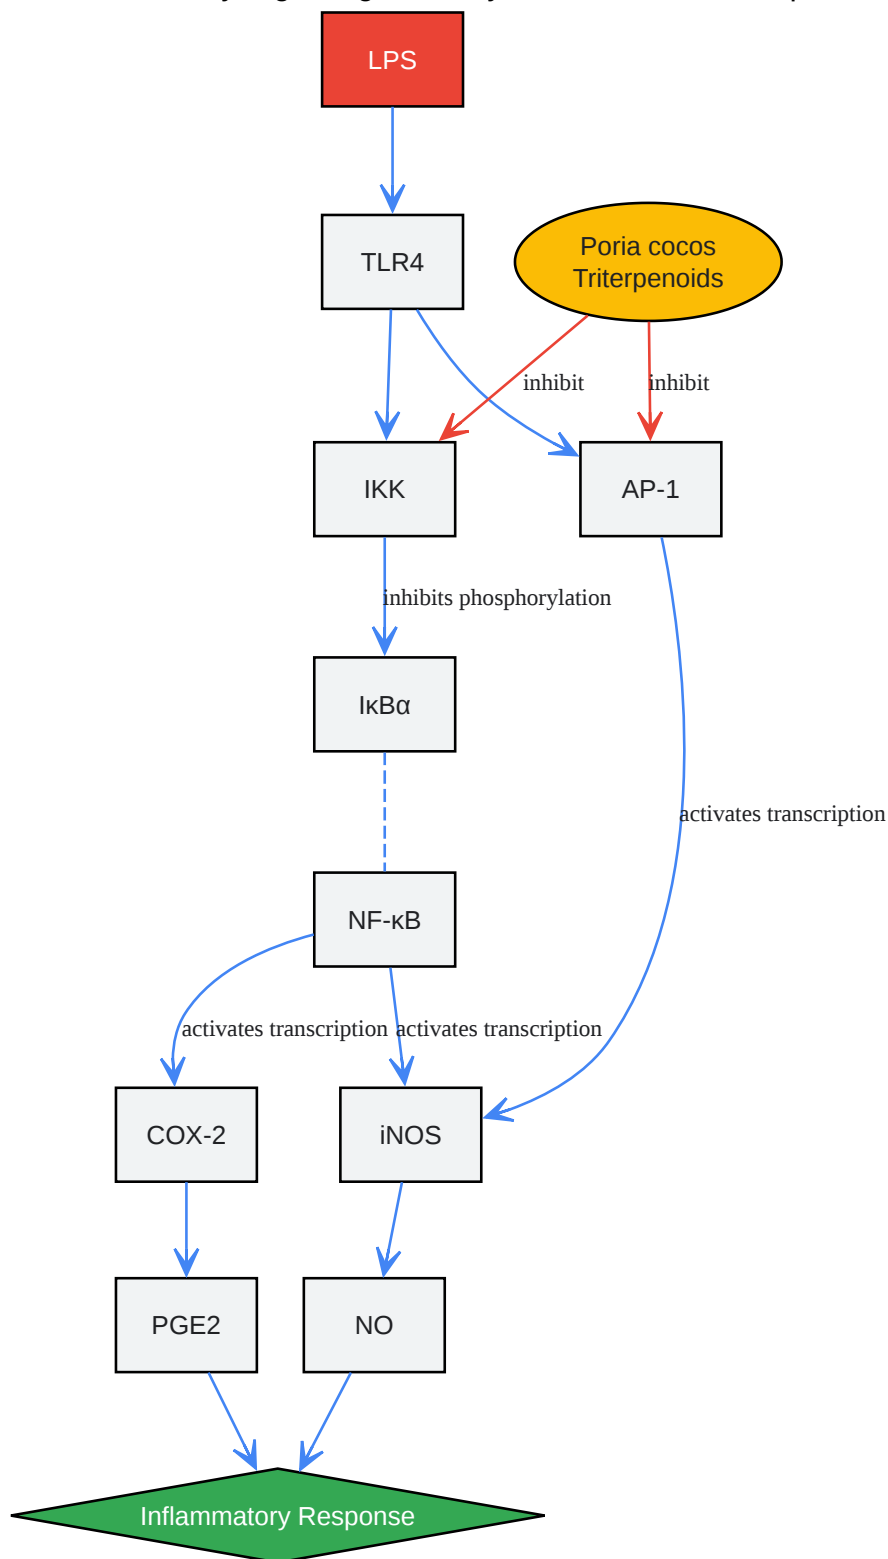 LPS
TLR4
Poria cocos
Triterpenoids
inhibit
inhibit
IKK
AP-1
inhibits phosphorylation
IκBα
activates transcription
NF-κB
activates transcription
activates transcription
COX-2
iNOS
PGE2
NO
Inflammatory Response